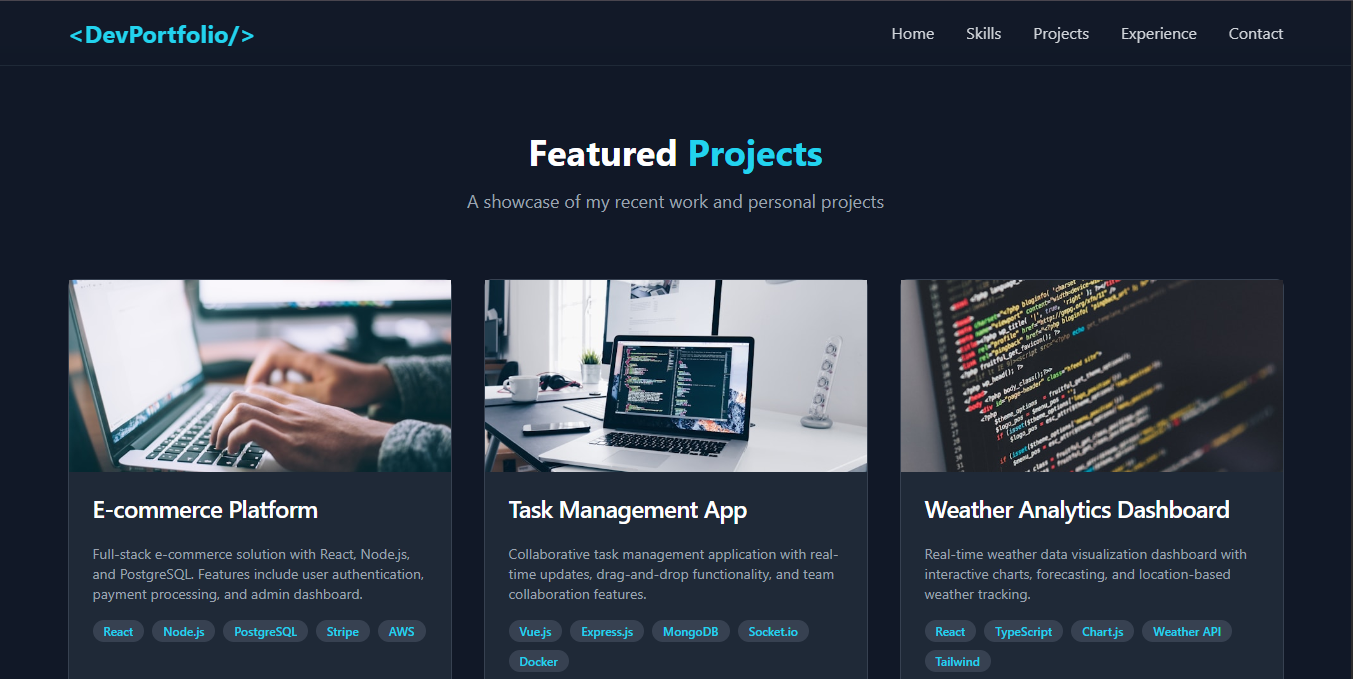 <DevPortfolio/>
Home Skills Projects Experience Contact
Featured Projects
A showcase of my recent work and personal projects
E-commerce Platform
Full-stack e-commerce solution with React, Node.js,
and PostgreSQL. Features include user authentication,
payment processing, and admin dashboard.
React Node.js PostgreSQL Stripe AWS
Task Management App
Collaborative task management application with real-
time updates, drag-and-drop functionality, and team
collaboration features.
Vue.js Express.js MongoDB Socket.io
Docker
Weather Analytics Dashboard
Real-time weather data visualization dashboard with
interactive charts, forecasting, and location-based
weather tracking.
React TypeScript Chart.js Weather API
Tailwind